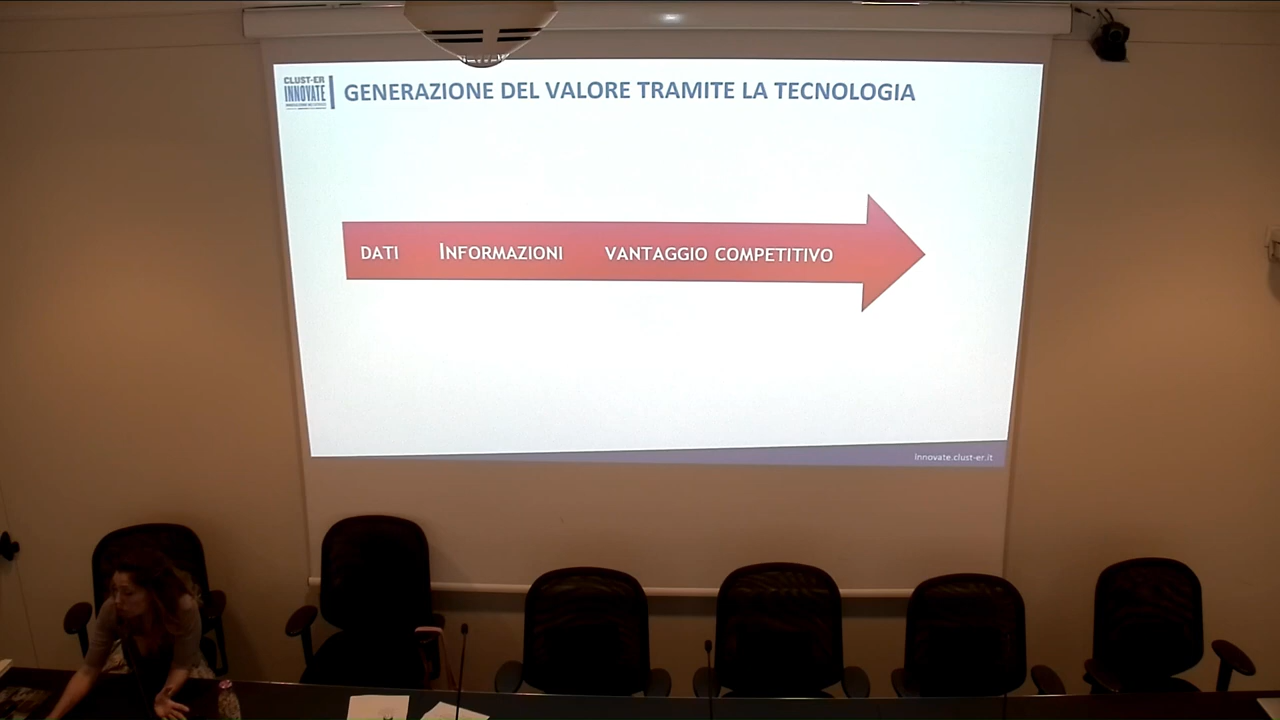 CLUST-ER
INNOVATE
GENERAZIONE DEL VALORE TRAMITE LA TECNOLOGIA
DATI INFORMAZIONI VANTAGGIO COMPETITIVO
innovate.clust-er.it